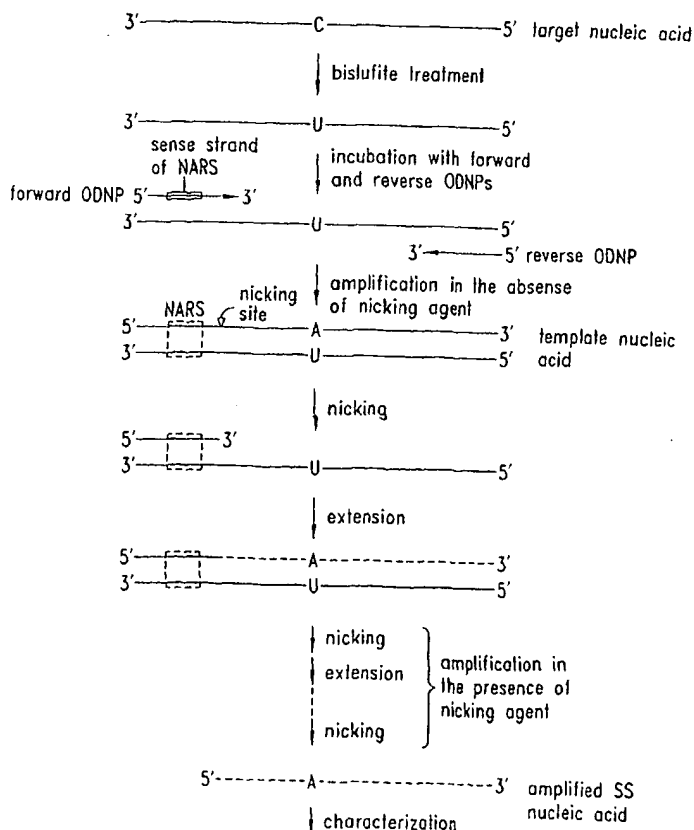 3' C 5' target nucleic acid
bislufite treatment
3' U 5'
sense strand
of NARS
incubation with forward
and reverse ODNPs
forward ODNP 5' 3'
3' U 5'
3' 5' reverse ODNP
amplification in the absense
of nicking agent
NARS
nicking
site
5' A 3'
3' U 5'
template nucleic
acid
nicking
5' 3'
3' U 5'
extension
5' A 3'
3' U 5'
nicking
extension
nicking
amplification in
the presence of
nicking agent
5' A 3'
amplified SS
nucleic acid
characterization